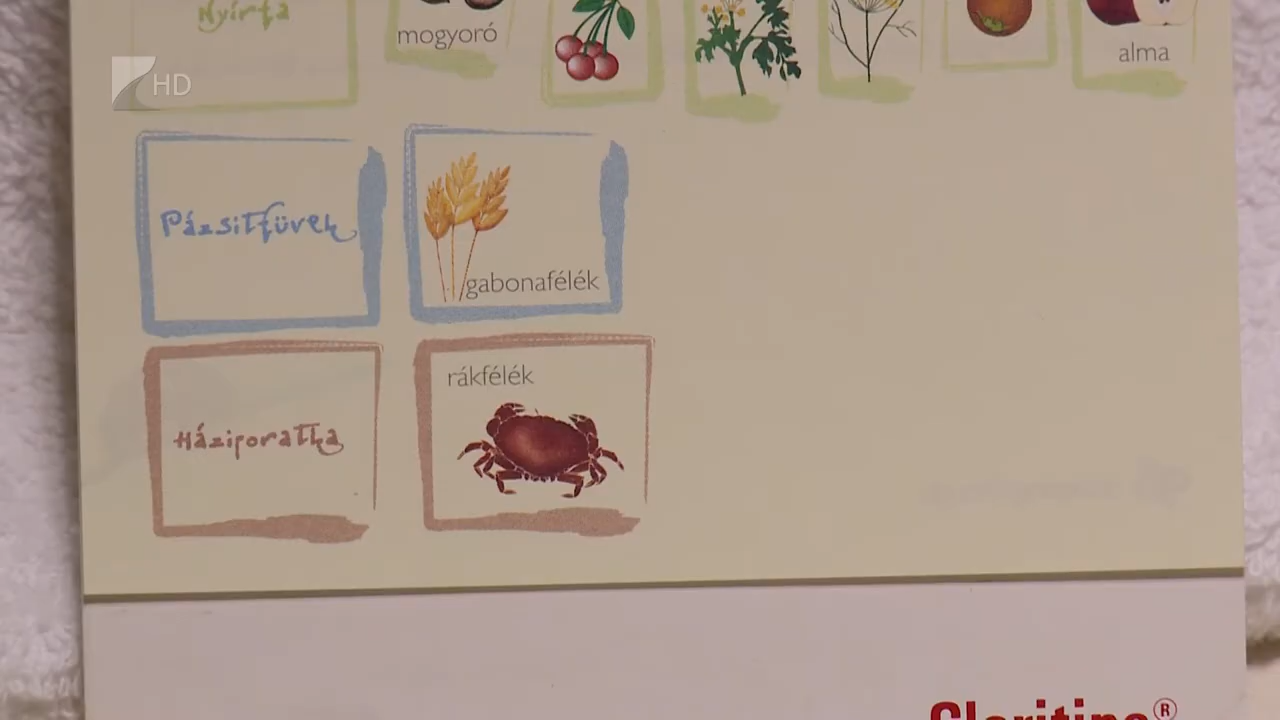 Nyírfa
mogyoró
alma
HD
Pázsitfüvek
gabonafélék
rákfélék
Háziporatka
Claritine®